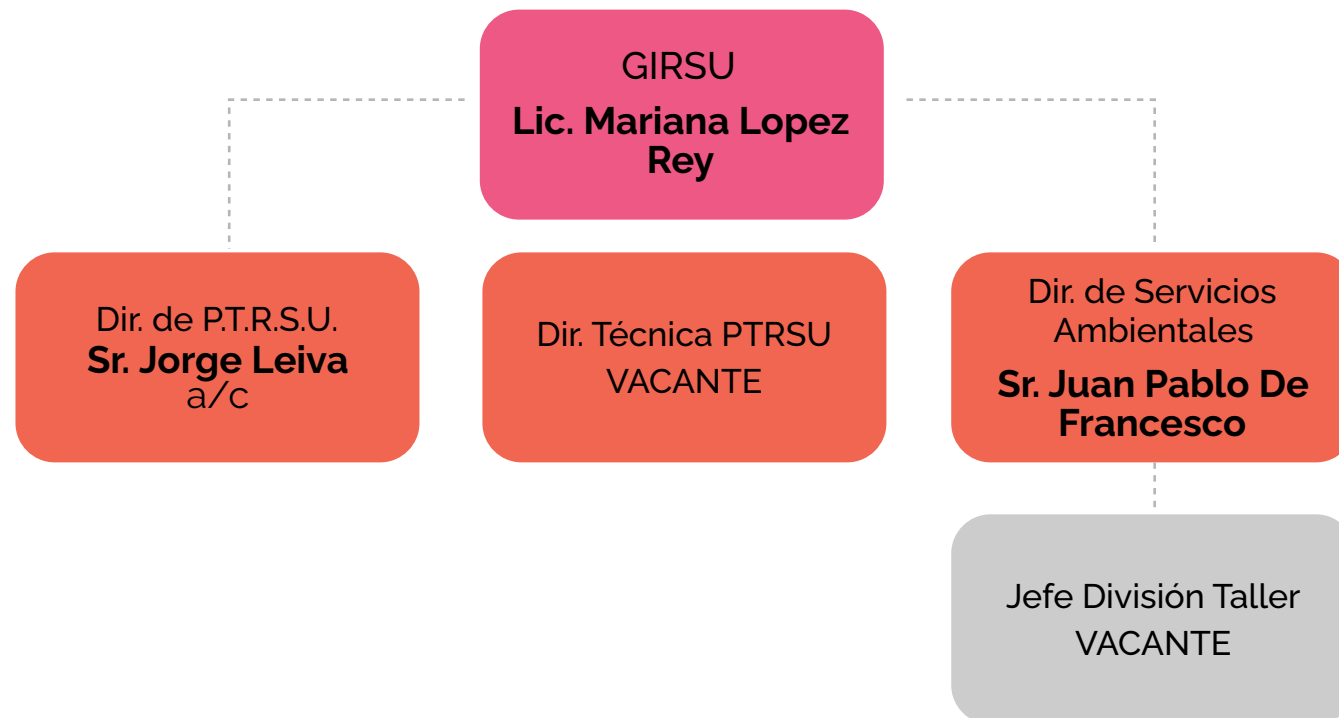 GIRSU
Lic. Mariana Lopez
Rey
Dir. de P.T.R.S.U.
Sr. Jorge Leiva
a/c
Dir. Técnica PTRSU
VACANTE
Dir. de Servicios
Ambientales
Sr. Juan Pablo De
Francesco
Jefe División Taller
VACANTE